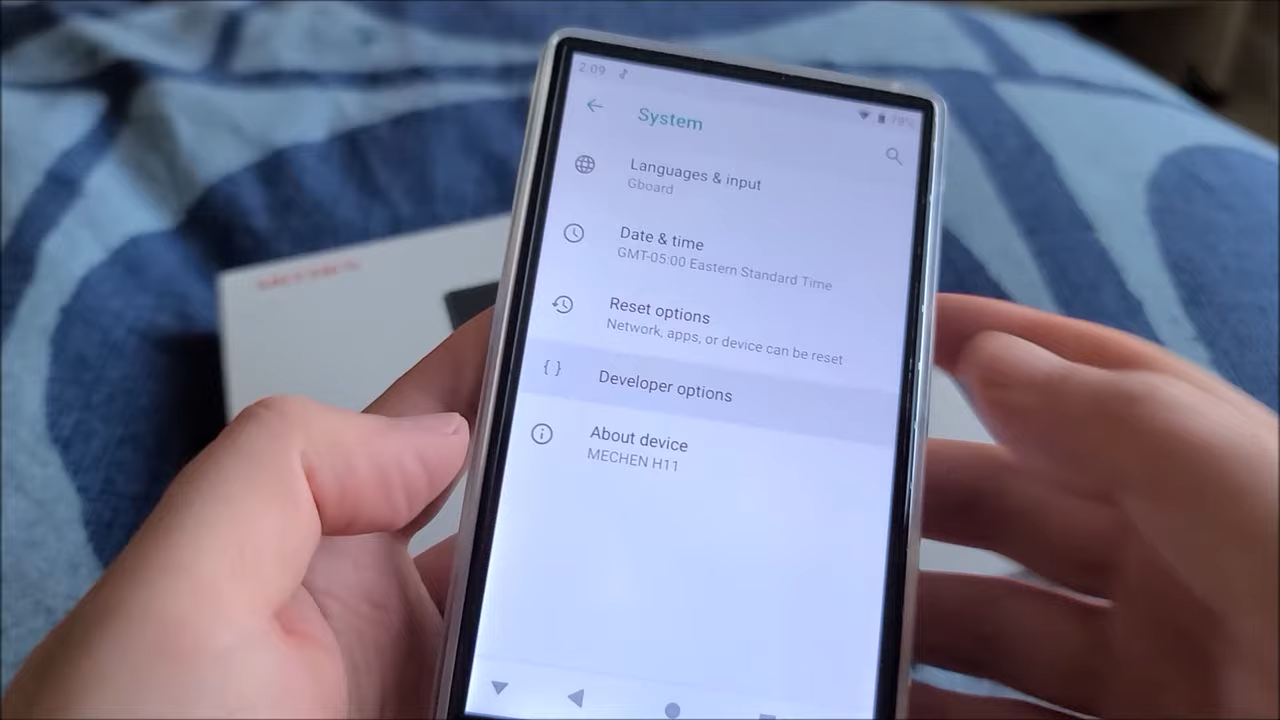 2:09
79%
System
Languages & input
Gboard
Date & time
GMT-05:00 Eastern Standard Time
Reset options
Network, apps, or device can be reset
{ } Developer options
About device
MECHEN H11